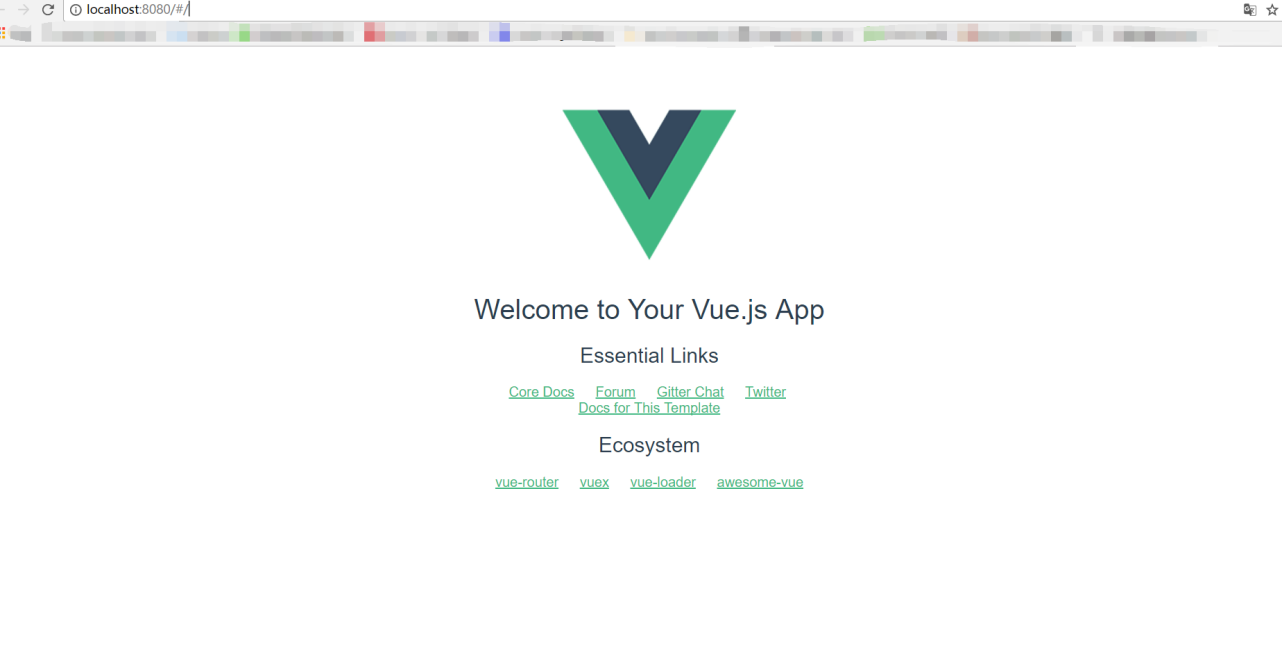 localhost:8080/#/
Welcome to Your Vue.js App
Essential Links
Core Docs Forum Gitter Chat Twitter
Docs for This Template
Ecosystem
vue-router vuex vue-loader awesome-vue